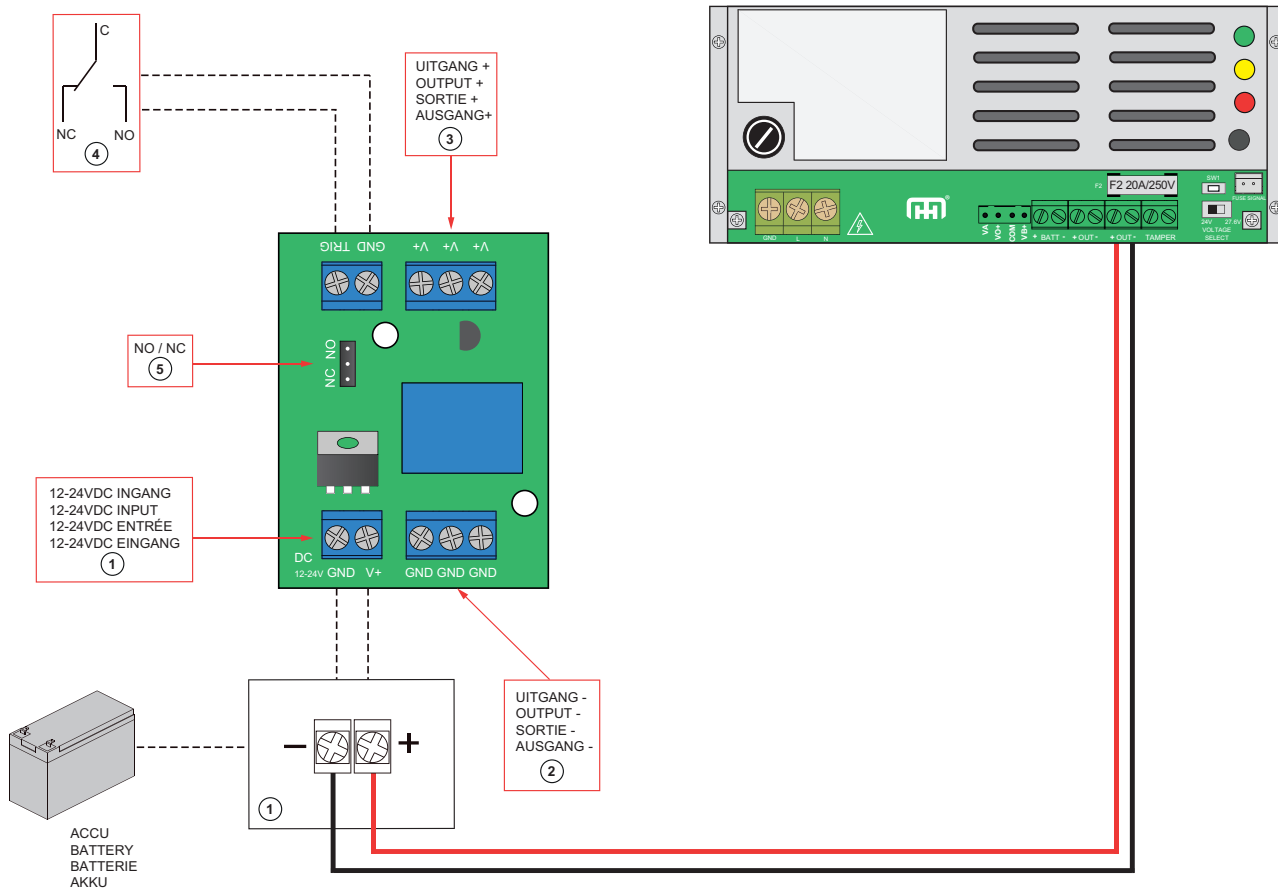 C
NC
NO
4
UITGANG +
OUTPUT +
SORTIE +
AUSGANG+
3
TRIG
GND
V+
V+
V+
NO / NC
5
NC
NO
12-24VDC INGANG
12-24VDC INPUT
12-24VDC ENTRÉE
12-24VDC EINGANG
1
DC
12-24V GND V+
GND GND GND
UITGANG -
OUTPUT -
SORTIE -
AUSGANG -
2
– +
1
ACCU
BATTERY
BATTERIE
AKKU
F2
F2 20A/250V
SW1
FUSE SIGNAL
24V 27.6V
VOLTAGE
SELECT
GND L N
®
VA
VO+
COM
VB+
+ BATT - + OUT - + OUT - TAMPER